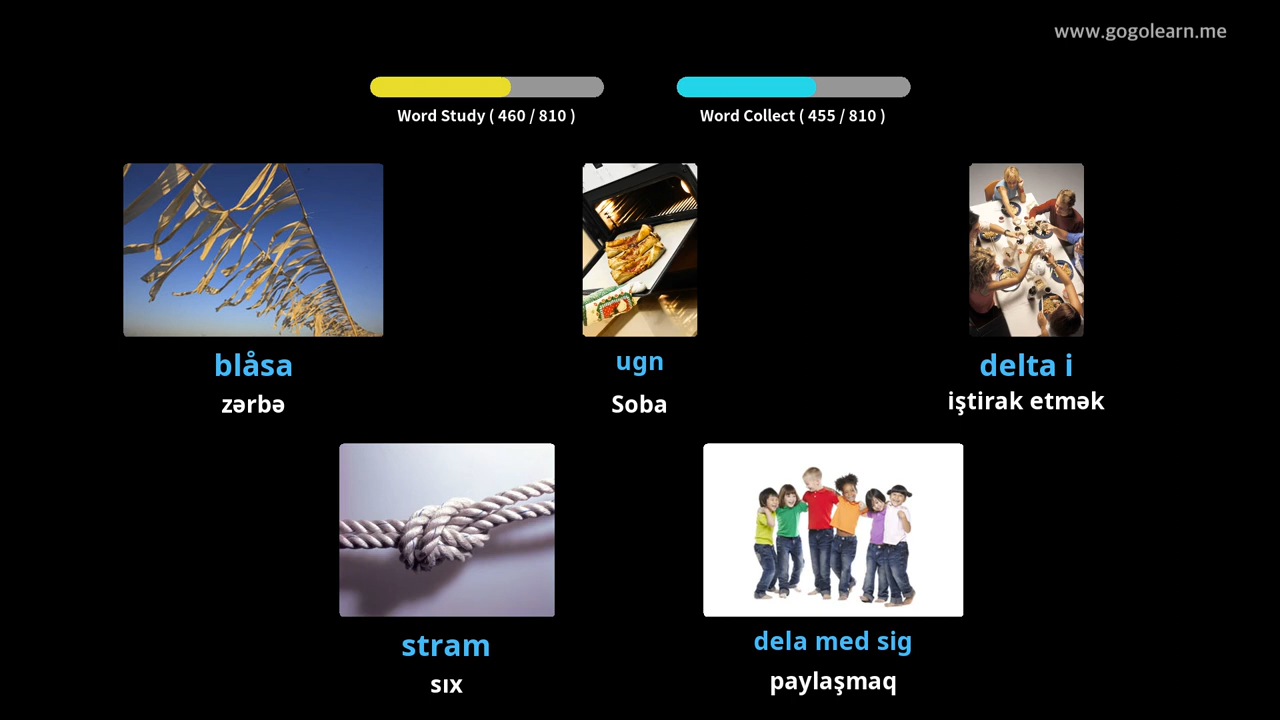 www.gogolearn.me
Word Study ( 460 / 810 )
Word Collect ( 455 / 810 )
blåsa
zərbə
ugn
Soba
delta i
iştirak etmək
stram
sıx
dela med sig
paylaşmaq